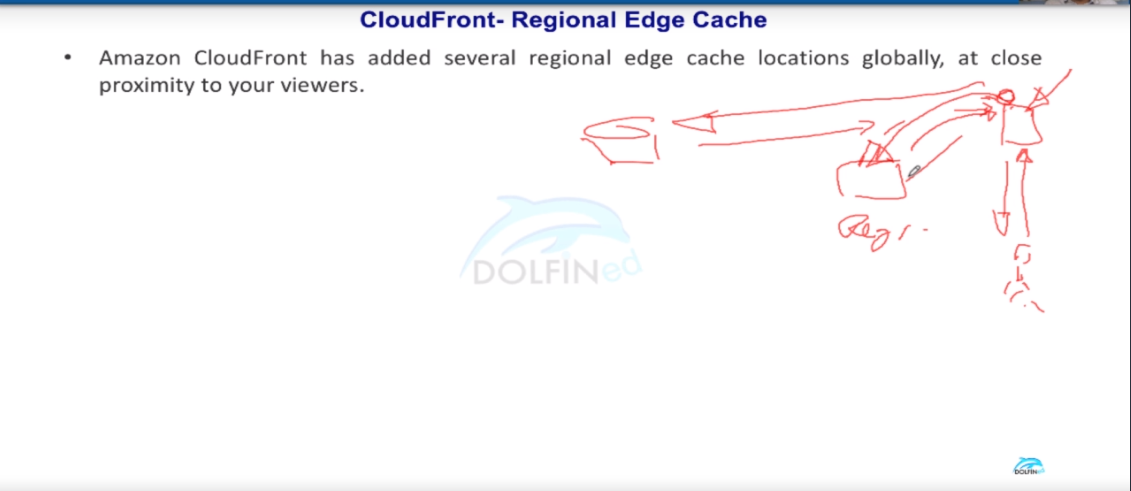 CloudFront- Regional Edge Cache
• Amazon CloudFront has added several regional edge cache locations globally, at close
proximity to your viewers.
DOLFINed
DOLFINed